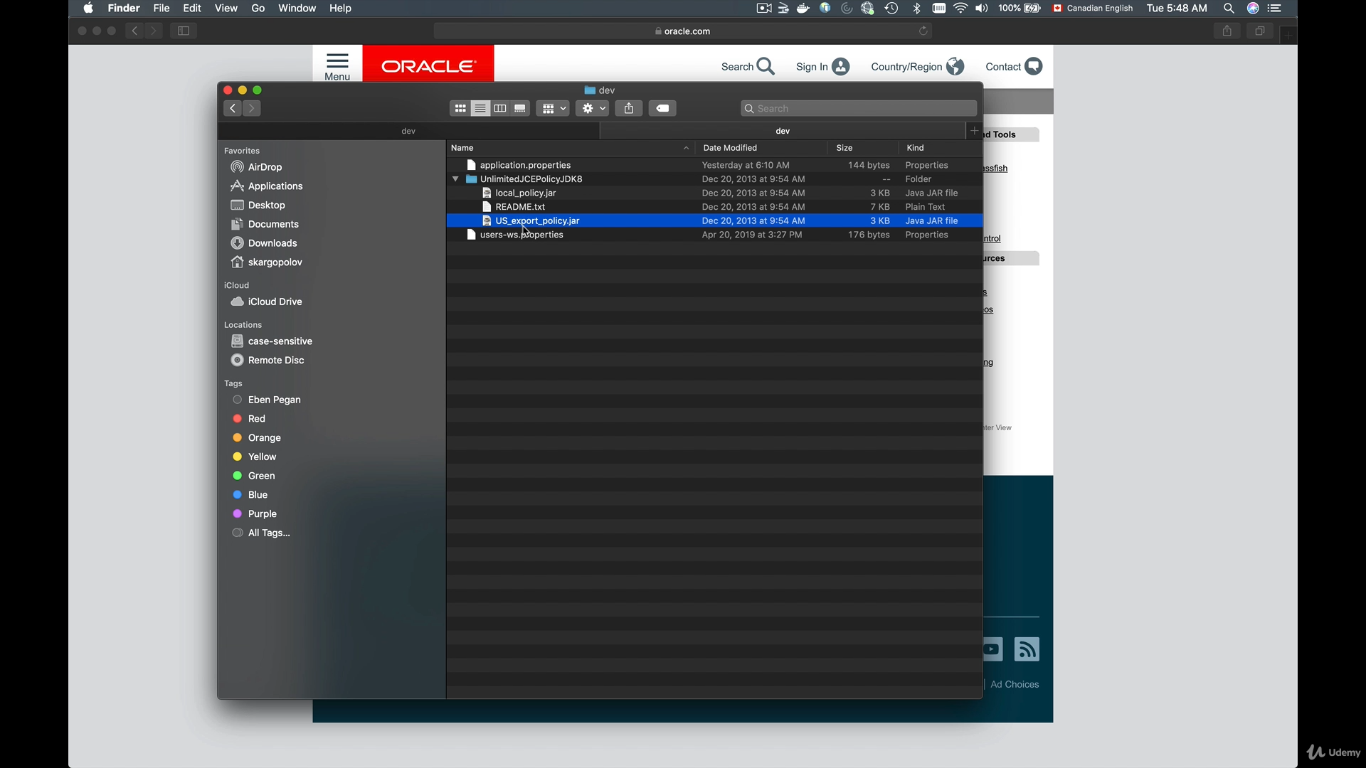 Finder File Edit View Go Window Help 100% Canadian English Tue 5:48 AM
oracle.com
Menu ORACLE Search Sign In Country/Region Contact
dev
Search
dev dev
Name Date Modified Size Kind
application.properties Yesterday at 6:10 AM 144 bytes Properties
UnlimitedJCEPolicyJDK8 Dec 20, 2013 at 9:54 AM -- Folder
local_policy.jar Dec 20, 2013 at 9:54 AM 3 KB Java JAR file
README.txt Dec 20, 2013 at 9:54 AM 7 KB Plain Text
US_export_policy.jar Dec 20, 2013 at 9:54 AM 3 KB Java JAR file
users-ws.properties Apr 20, 2019 at 3:27 PM 176 bytes Properties
Favorites
AirDrop
Applications
Desktop
Documents
Downloads
skargopolov
iCloud
iCloud Drive
Locations
case-sensitive
Remote Disc
Tags
Eben Pegan
Red
Orange
Yellow
Green
Blue
Purple
All Tags...
d Tools
ssfish
ntrol
urces
s
os
ng
ter View
Ad Choices
Udemy